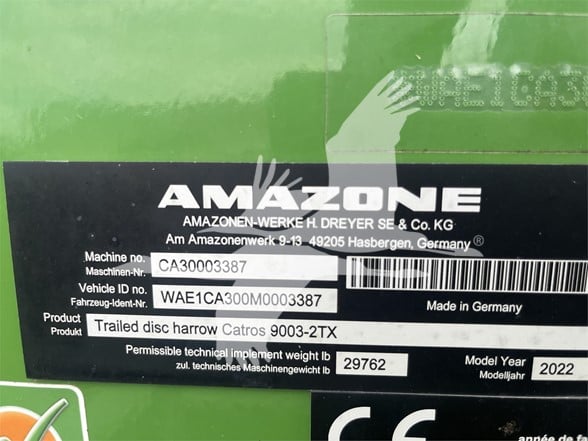 AMAZONE
AMAZONEN-WERKE H. DREYER SE & Co. KG
Am Amazonenwerk 9-13 49205 Hasbergen, Germany ®
Machine no. CA30003387
Maschinen-Nr.
Vehicle ID no. WAE1CA300M0003387
Fahrzeug-Ident-Nr.
Made in Germany
Product Trailed disc harrow Catros 9003-2TX
Produkt
Permissible technical implement weight lb 29762 Model Year 2022
zul. technisches Maschinengewicht lb Modelljahr
CE année de